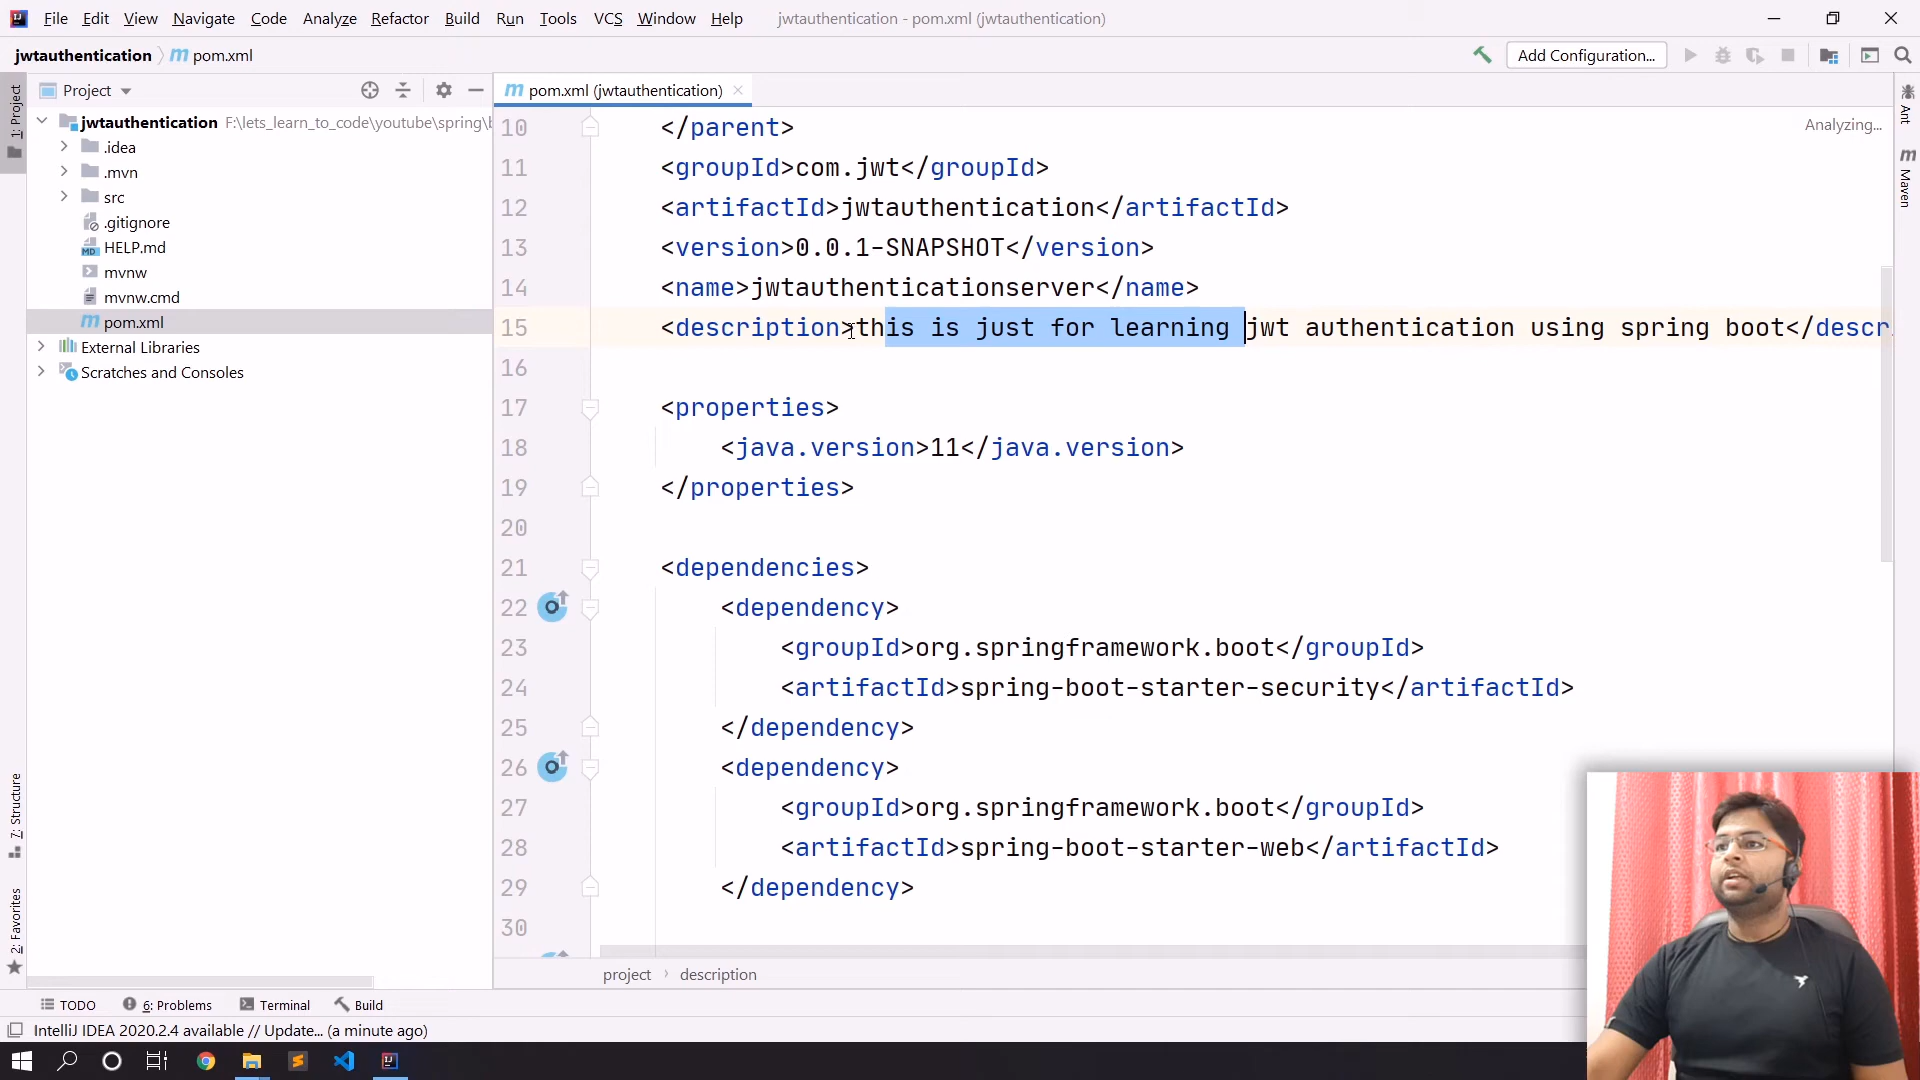 File Edit View Navigate Code Analyze Refactor Build Run Tools VCS Window Help jwtauthentication - pom.xml (jwtauthentication)
jwtauthentication pom.xml
Add Configuration...
1: Project
Project
jwtauthentication F:\lets_learn_to_code\youtube\spring\
.idea
.mvn
src
.gitignore
HELP.md
mvnw
mvnw.cmd
pom.xml
External Libraries
Scratches and Consoles
7: Structure
2: Favorites
pom.xml (jwtauthentication)
Analyzing...
10 </parent>
11 <groupId>com.jwt</groupId>
12 <artifactId>jwtauthentication</artifactId>
13 <version>0.0.1-SNAPSHOT</version>
14 <name>jwtauthenticationserver</name>
15 <description>this is just for learning jwt authentication using spring boot</descr
16
17 <properties>
18 <java.version>11</java.version>
19 </properties>
20
21 <dependencies>
22 <dependency>
23 <groupId>org.springframework.boot</groupId>
24 <artifactId>spring-boot-starter-security</artifactId>
25 </dependency>
26 <dependency>
27 <groupId>org.springframework.boot</groupId>
28 <artifactId>spring-boot-starter-web</artifactId>
29 </dependency>
30
project description
Ant
Maven
TODO 6: Problems Terminal Build
IntelliJ IDEA 2020.2.4 available // Update... (a minute ago)